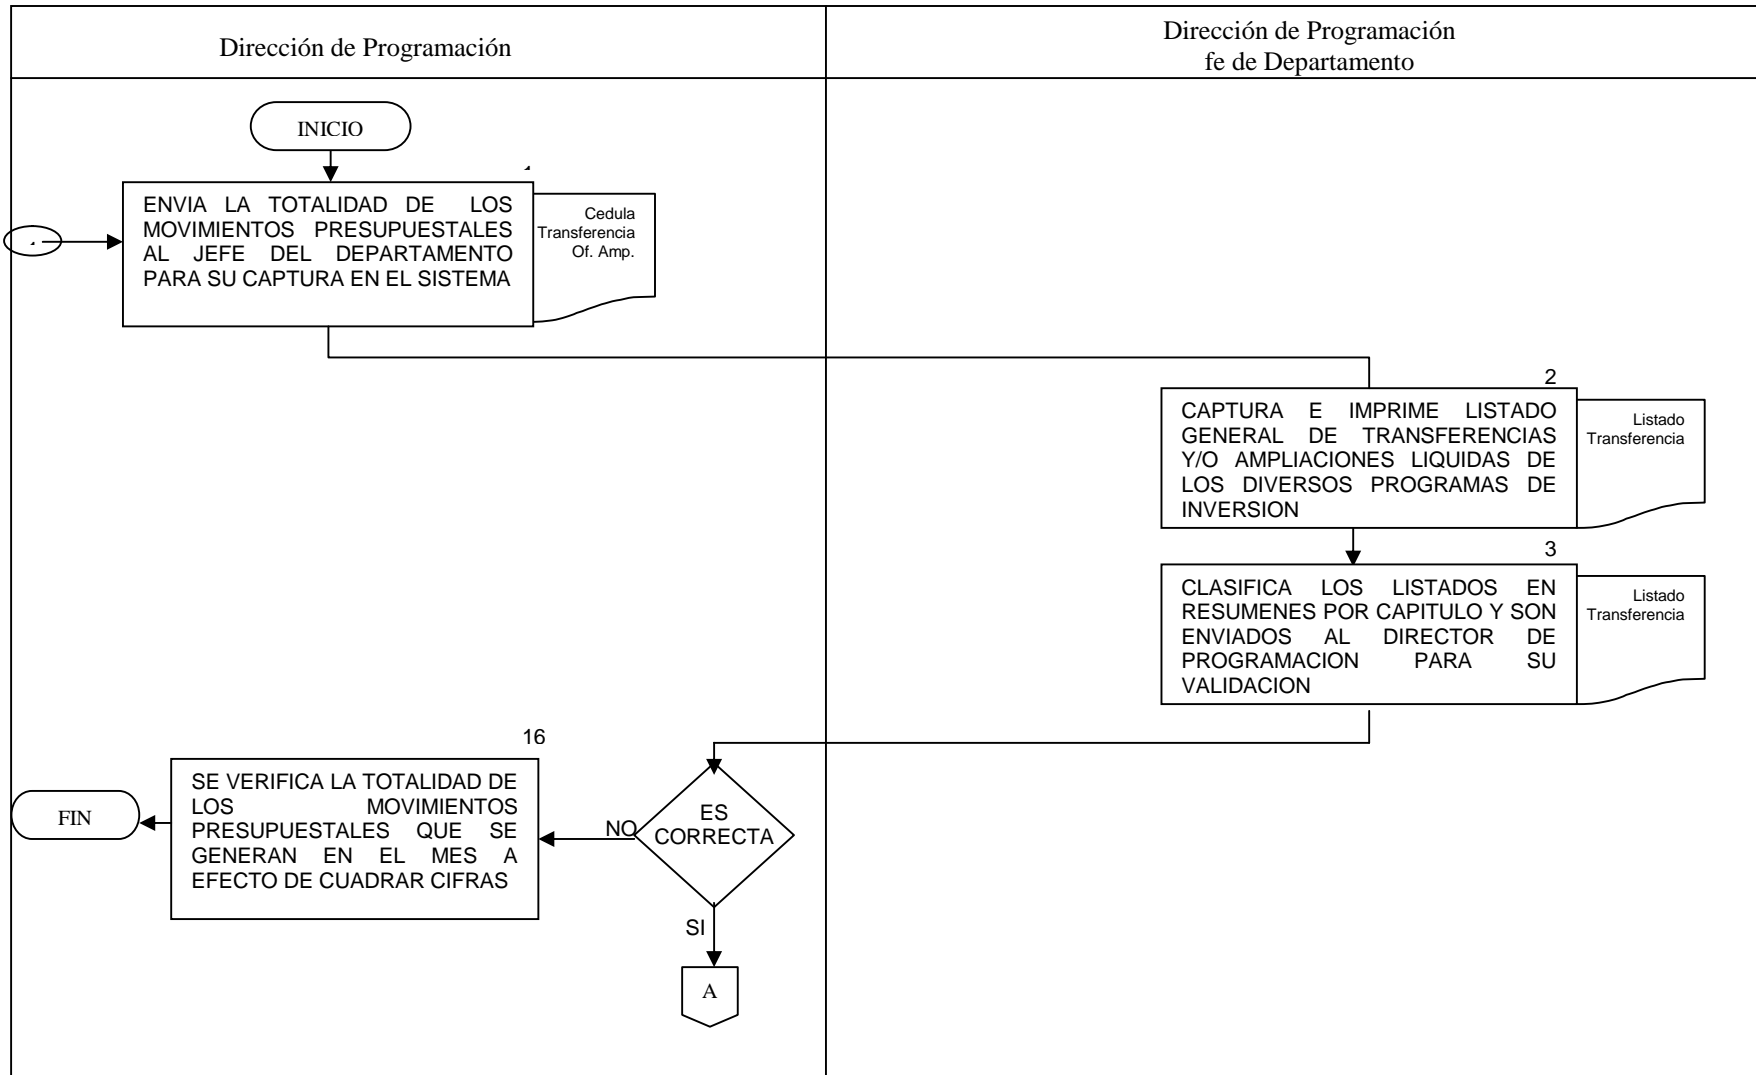 Dirección de Programación
Dirección de Programación
fe de Departamento
INICIO
ENVIA LA TOTALIDAD DE LOS
MOVIMIENTOS PRESUPUESTALES
AL JEFE DEL DEPARTAMENTO
PARA SU CAPTURA EN EL SISTEMA
Cedula
Transferencia
Of. Amp.
2
CAPTURA E IMPRIME LISTADO
GENERAL DE TRANSFERENCIAS
Y/O AMPLIACIONES LIQUIDAS DE
LOS DIVERSOS PROGRAMAS DE
INVERSION
Listado
Transferencia
3
CLASIFICA LOS LISTADOS EN
RESUMENES POR CAPITULO Y SON
ENVIADOS AL DIRECTOR DE
PROGRAMACION PARA SU
VALIDACION
Listado
Transferencia
16
SE VERIFICA LA TOTALIDAD DE
LOS MOVIMIENTOS
PRESUPUESTALES QUE SE
GENERAN EN EL MES A
EFECTO DE CUADRAR CIFRAS
FIN
NO
ES
CORRECTA
SI
A